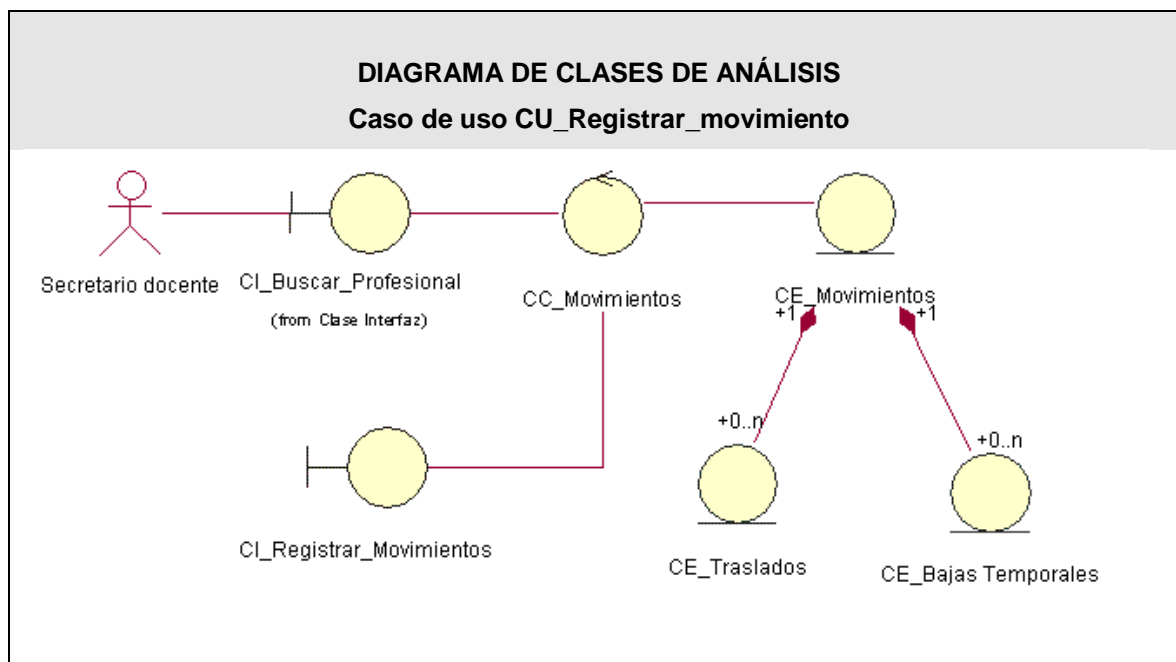 DIAGRAMA DE CLASES DE ANÁLISIS
Caso de uso CU_Registrar_movimiento
Secretario docente
CI_Buscar_Profesional
(from Clase Interfaz)
CC_Movimientos
CE_Movimientos
+1
+1
+0..n
+0..n
CI_Registrar_Movimientos
CE_Traslados
CE_Bajas Temporales